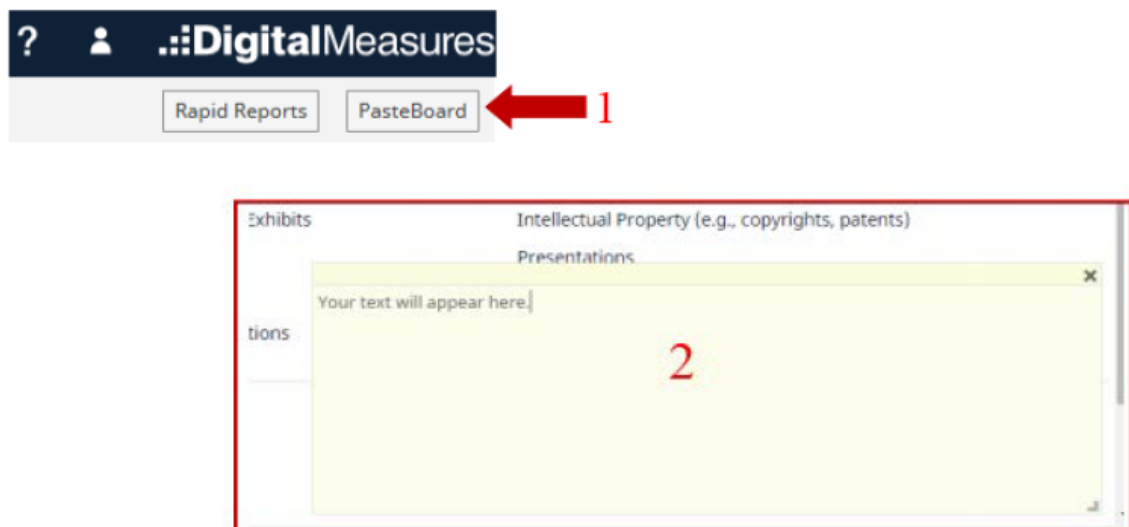 ? .:⁝⁝DigitalMeasures
Rapid Reports PasteBoard 1
Exhibits Intellectual Property (e.g., copyrights, patents)
Presentations
Your text will appear here.
tions
2